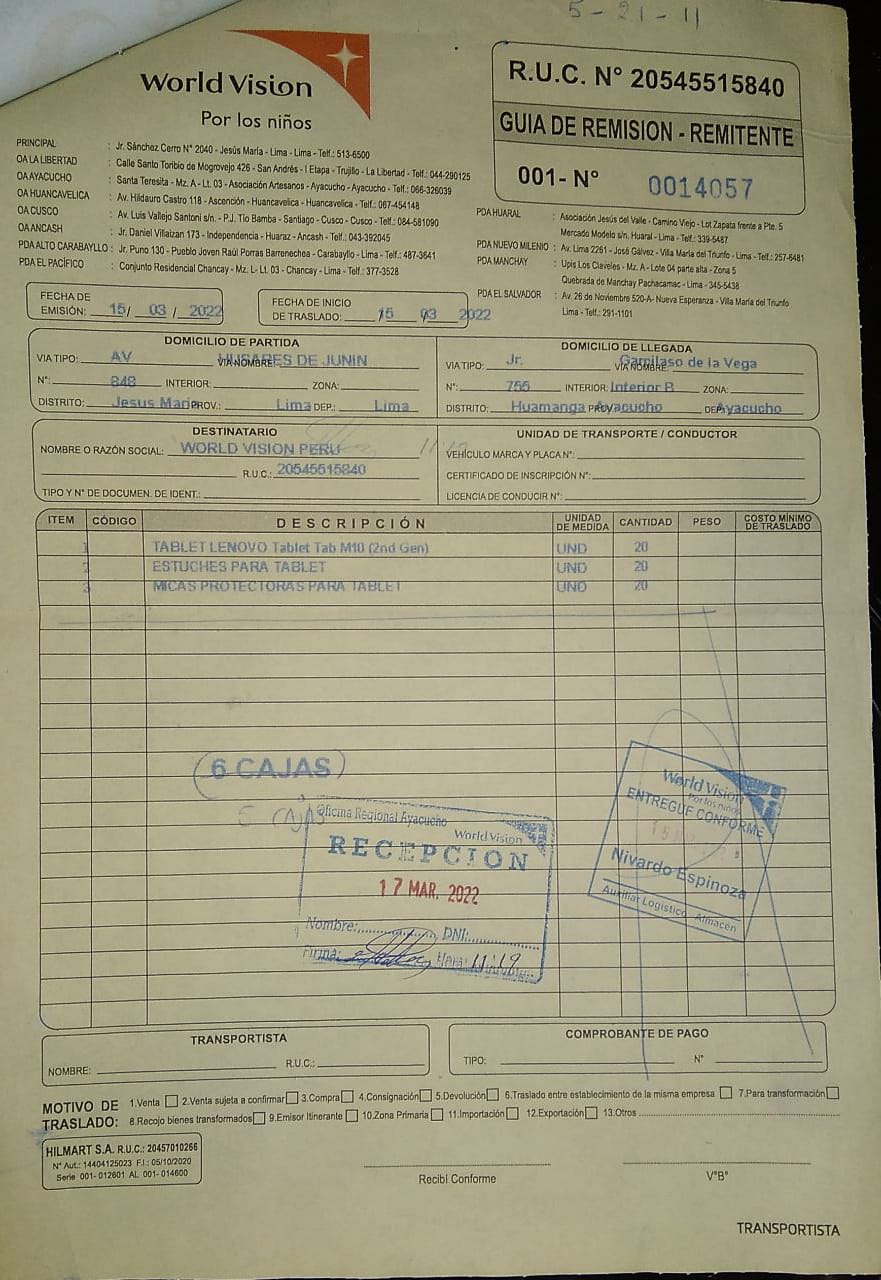 5-21-11
World Vision
Por los niños
R.U.C. N° 20545515840
GUIA DE REMISION - REMITENTE
001- N° 0014057
PRINCIPAL : Jr. Sánchez Cerro N° 2040 - Jesús María - Lima - Lima - Telf.: 513-6500
OA LA LIBERTAD : Calle Santo Toribio de Mogrovejo 426 - San Andrés - I Etapa - Trujillo - La Libertad - Telf.: 044-290125
OA AYACUCHO : Santa Teresita - Mz. A - Lt. 03 - Asociación Artesanos - Ayacucho - Ayacucho - Telf.: 066-326039
OA HUANCAVELICA : Av. Hildauro Castro 118 - Ascención - Huancavelica - Huancavelica - Telf.: 067-454148
OA CUSCO : Av. Luis Vallejo Santoni s/n. - P.J. Tío Bamba - Santiago - Cusco - Cusco - Telf.: 084-581090
OA ANCASH : Jr. Daniel Villaizan 173 - Independencia - Huaraz - Ancash - Telf.: 043-392045
PDA ALTO CARABAYLLO : Jr. Puno 130 - Pueblo Joven Raúl Porras Barrenechea - Carabayllo - Lima - Telf.: 487-3641
PDA EL PACÍFICO : Conjunto Residencial Chancay - Mz. L- Lt. 03 - Chancay - Lima - Telf.: 377-3528
PDA HUARAL : Asociación Jesús del Valle - Camino Viejo - Lot Zapata frente a Pte. 5
Mercado Modelo s/n. Huaral - Lima - Telf.: 339-5487
PDA NUEVO MILENIO : Av. Lima 2261 - José Gálvez - Villa María del Triunfo - Lima - Telf.: 257-6481
PDA MANCHAY : Upis Los Claveles - Mz. A - Lote 04 parte alta - Zona 5
Quebrada de Manchay Pachacamac - Lima - 345-5438
PDA EL SALVADOR : Av. 26 de Noviembre 520-A- Nueva Esperanza - Villa María del Triunfo
Lima - Telf.: 291-1101
FECHA DE
EMISIÓN: 15/ 03 / 2022
FECHA DE INICIO
DE TRASLADO: 15 /03 2022
DOMICILIO DE PARTIDA
VIA TIPO: AV VIA NOMBRE: HUSARES DE JUNIN
N°: 848 INTERIOR: ZONA:
DISTRITO: Jesus Maria PROV.: Lima DEP.: Lima
DOMICILIO DE LLEGADA
VIA TIPO: Jr. VIA NOMBRE: Garcilaso de la Vega
N°: 755 INTERIOR: Interior B ZONA:
DISTRITO: Huamanga PROV.: Ayacucho DEP.: Ayacucho
DESTINATARIO
NOMBRE O RAZÓN SOCIAL: WORLD VISION PERU
R.U.C.: 20545515840
TIPO Y N° DE DOCUMEN. DE IDENT.:
UNIDAD DE TRANSPORTE / CONDUCTOR
VEHÍCULO MARCA Y PLACA N°:
CERTIFICADO DE INSCRIPCIÓN N°:
LICENCIA DE CONDUCIR N°:
ITEM CÓDIGO DESCRIPCIÓN UNIDAD DE MEDIDA CANTIDAD PESO COSTO MÍNIMO DE TRASLADO
1 TABLET LENOVO Tablet Tab M10 (2nd Gen) UND 20
2 ESTUCHES PARA TABLET UND 20
3 MICAS PROTECTORAS PARA TABLET UND 20
(6 CAJAS)
6 CAJAS
Oficina Regional Ayacucho
World Vision
RECEPCION
17 MAR. 2022
Nombre: DNI:
Firma: Hora: 11:19
World Vision
Por los niños
ENTREGUE CONFORME
Nivardo Espinoza
Auxiliar Logistico Almacén
TRANSPORTISTA
NOMBRE: R.U.C.:
COMPROBANTE DE PAGO
TIPO: N°
MOTIVO DE TRASLADO: 1.Venta 2.Venta sujeta a confirmar 3.Compra 4.Consignación 5.Devolución 6.Traslado entre establecimiento de la misma empresa 7.Para transformación
8.Recojo bienes transformados 9.Emisor Itinerante 10.Zona Primaria 11.Importación 12.Exportación 13.Otros
HILMART S.A. R.U.C.: 20457010266
N° Aut.: 14404125023 F.I.: 05/10/2020
Serie 001- 012601 AL 001- 014600
Recibí Conforme
V°B°
TRANSPORTISTA